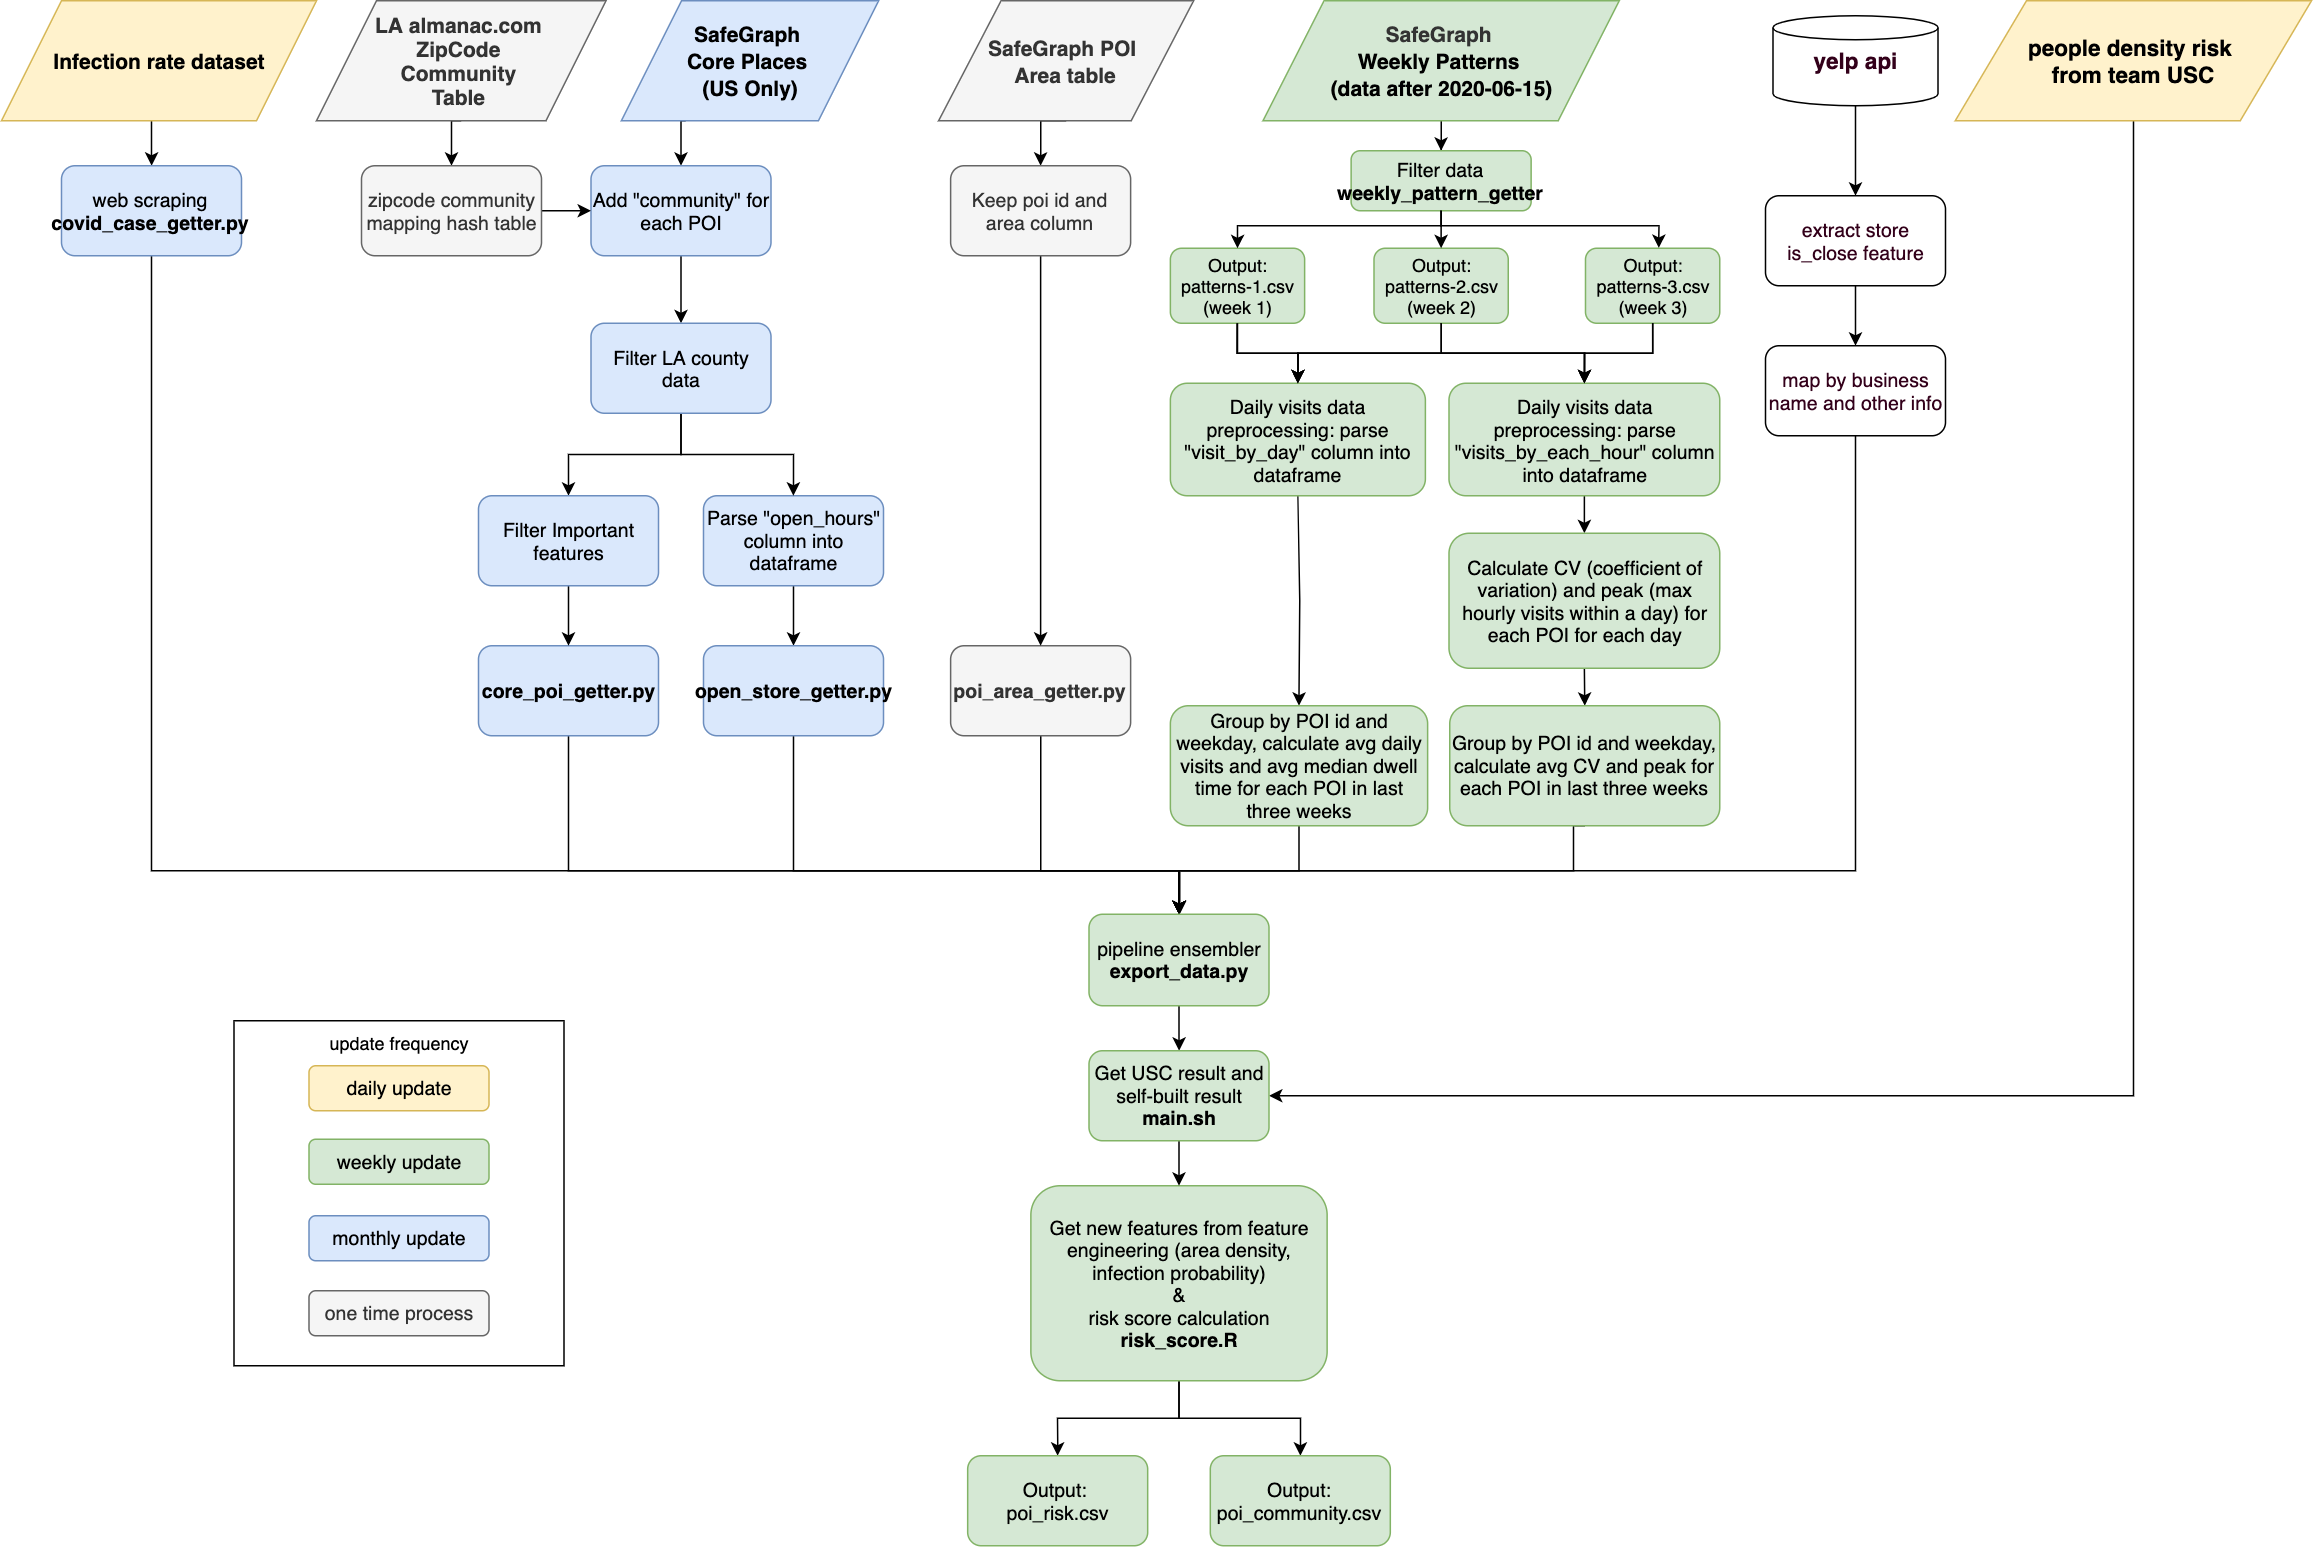 Infection rate dataset
LA almanac.com
ZipCode
Community
Table
SafeGraph
Core Places
(US Only)
SafeGraph POI
Area table
SafeGraph
Weekly Patterns
(data after 2020-06-15)
yelp api
people density risk
from team USC
web scraping
covid_case_getter.py
zipcode community
mapping hash table
Add "community" for
each POI
Keep poi id and
area column
Filter data
weekly_pattern_getter
extract store
is_close feature
Output:
patterns-1.csv
(week 1)
Output:
patterns-2.csv
(week 2)
Output:
patterns-3.csv
(week 3)
Filter LA county
data
map by business
name and other info
Daily visits data
preprocessing: parse
"visit_by_day" column into
dataframe
Daily visits data
preprocessing: parse
"visits_by_each_hour" column
into dataframe
Filter Important
features
Parse "open_hours"
column into
dataframe
Calculate CV (coefficient of
variation) and peak (max
hourly visits within a day) for
each POI for each day
core_poi_getter.py
open_store_getter.py
poi_area_getter.py
Group by POI id and
weekday, calculate avg daily
visits and avg median dwell
time for each POI in last
three weeks
Group by POI id and weekday,
calculate avg CV and peak for
each POI in last three weeks
pipeline ensembler
export_data.py
Get USC result and
self-built result
main.sh
update frequency
daily update
weekly update
monthly update
one time process
Get new features from feature
engineering (area density,
infection probability)
&
risk score calculation
risk_score.R
Output:
poi_risk.csv
Output:
poi_community.csv